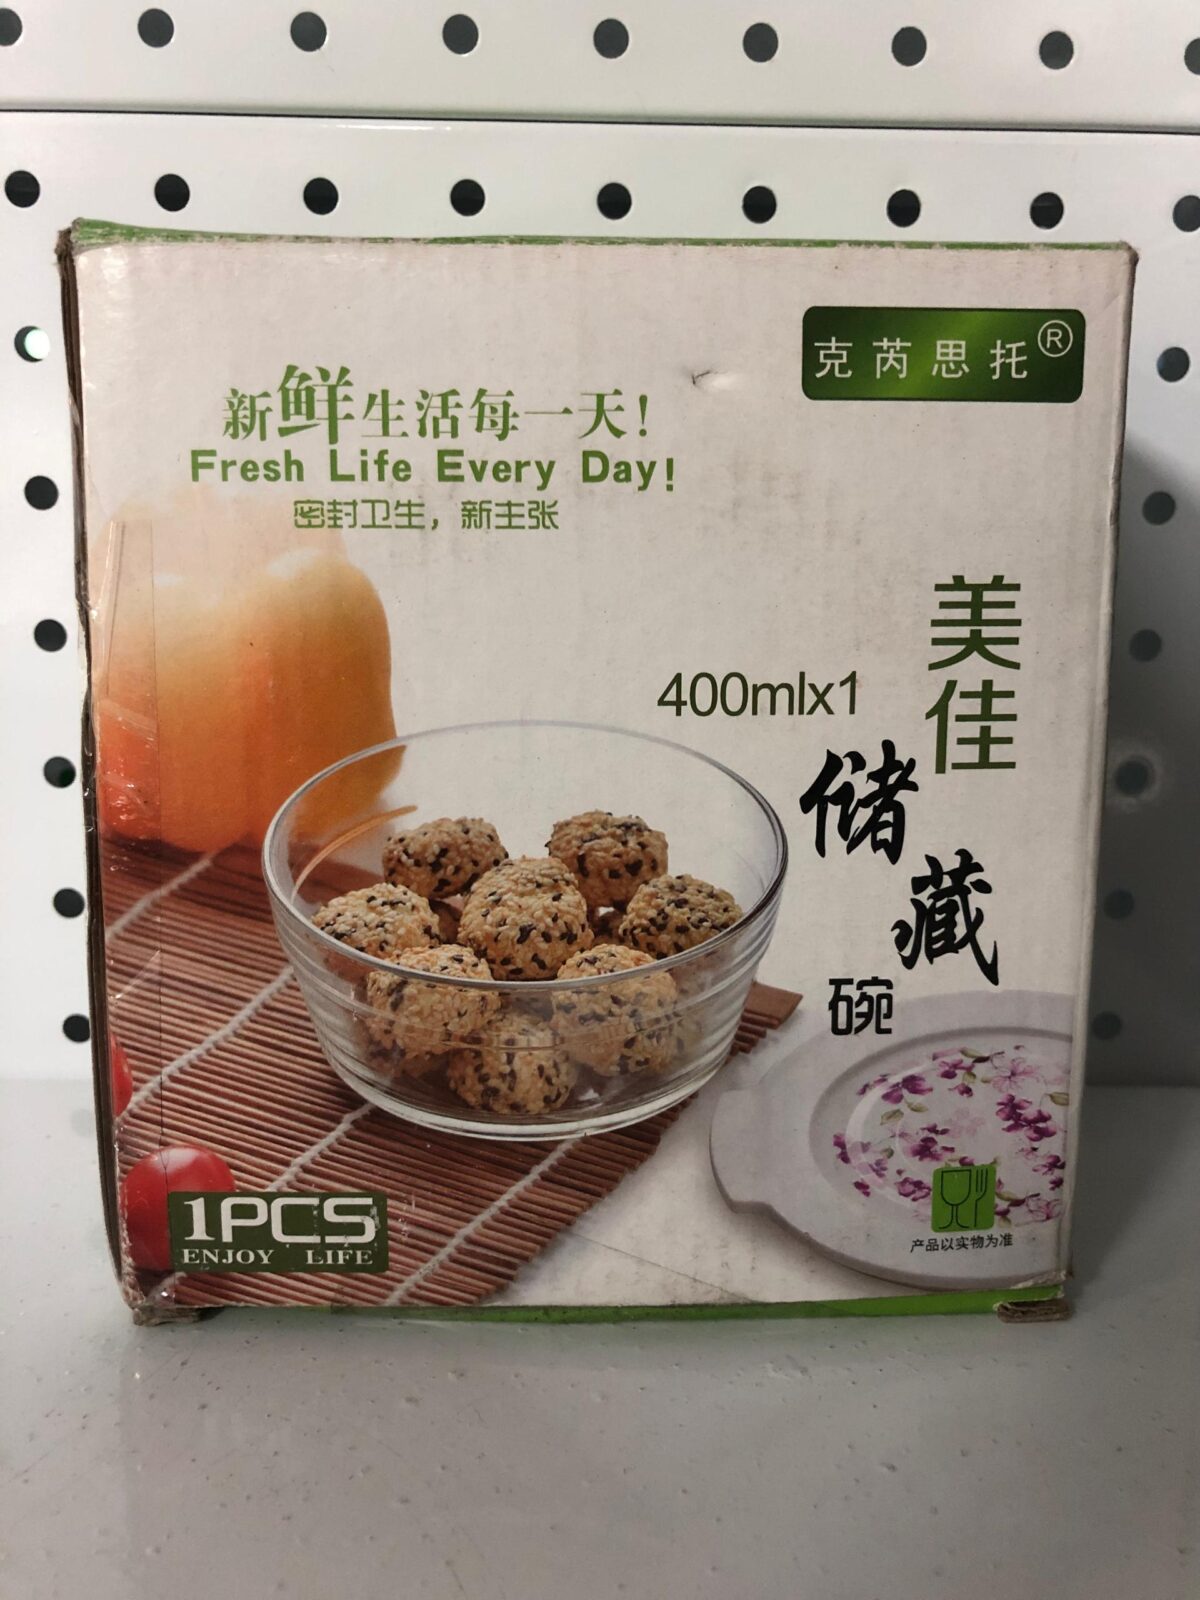 克芮思托®
新鲜生活每一天!
Fresh Life Every Day!
密封卫生，新主张
美佳
400mlx1
储藏
碗
1PCS
ENJOY LIFE
产品以实物为准